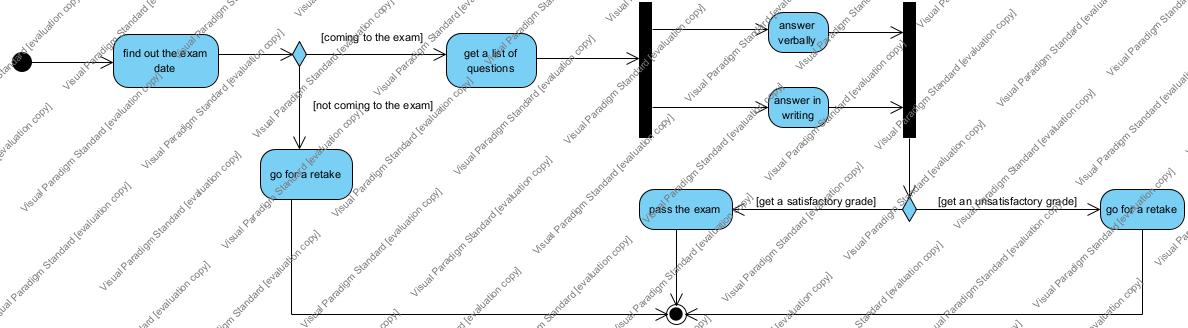 find out the exam
date
[coming to the exam]
get a list of
questions
answer
verbally
answer in
writing
[not coming to the exam]
go for a retake
pass the exam
[get a satisfactory grade]
[get an unsatisfactory grade]
go for a retake
Visual Paradigm Standard [evaluation copy]